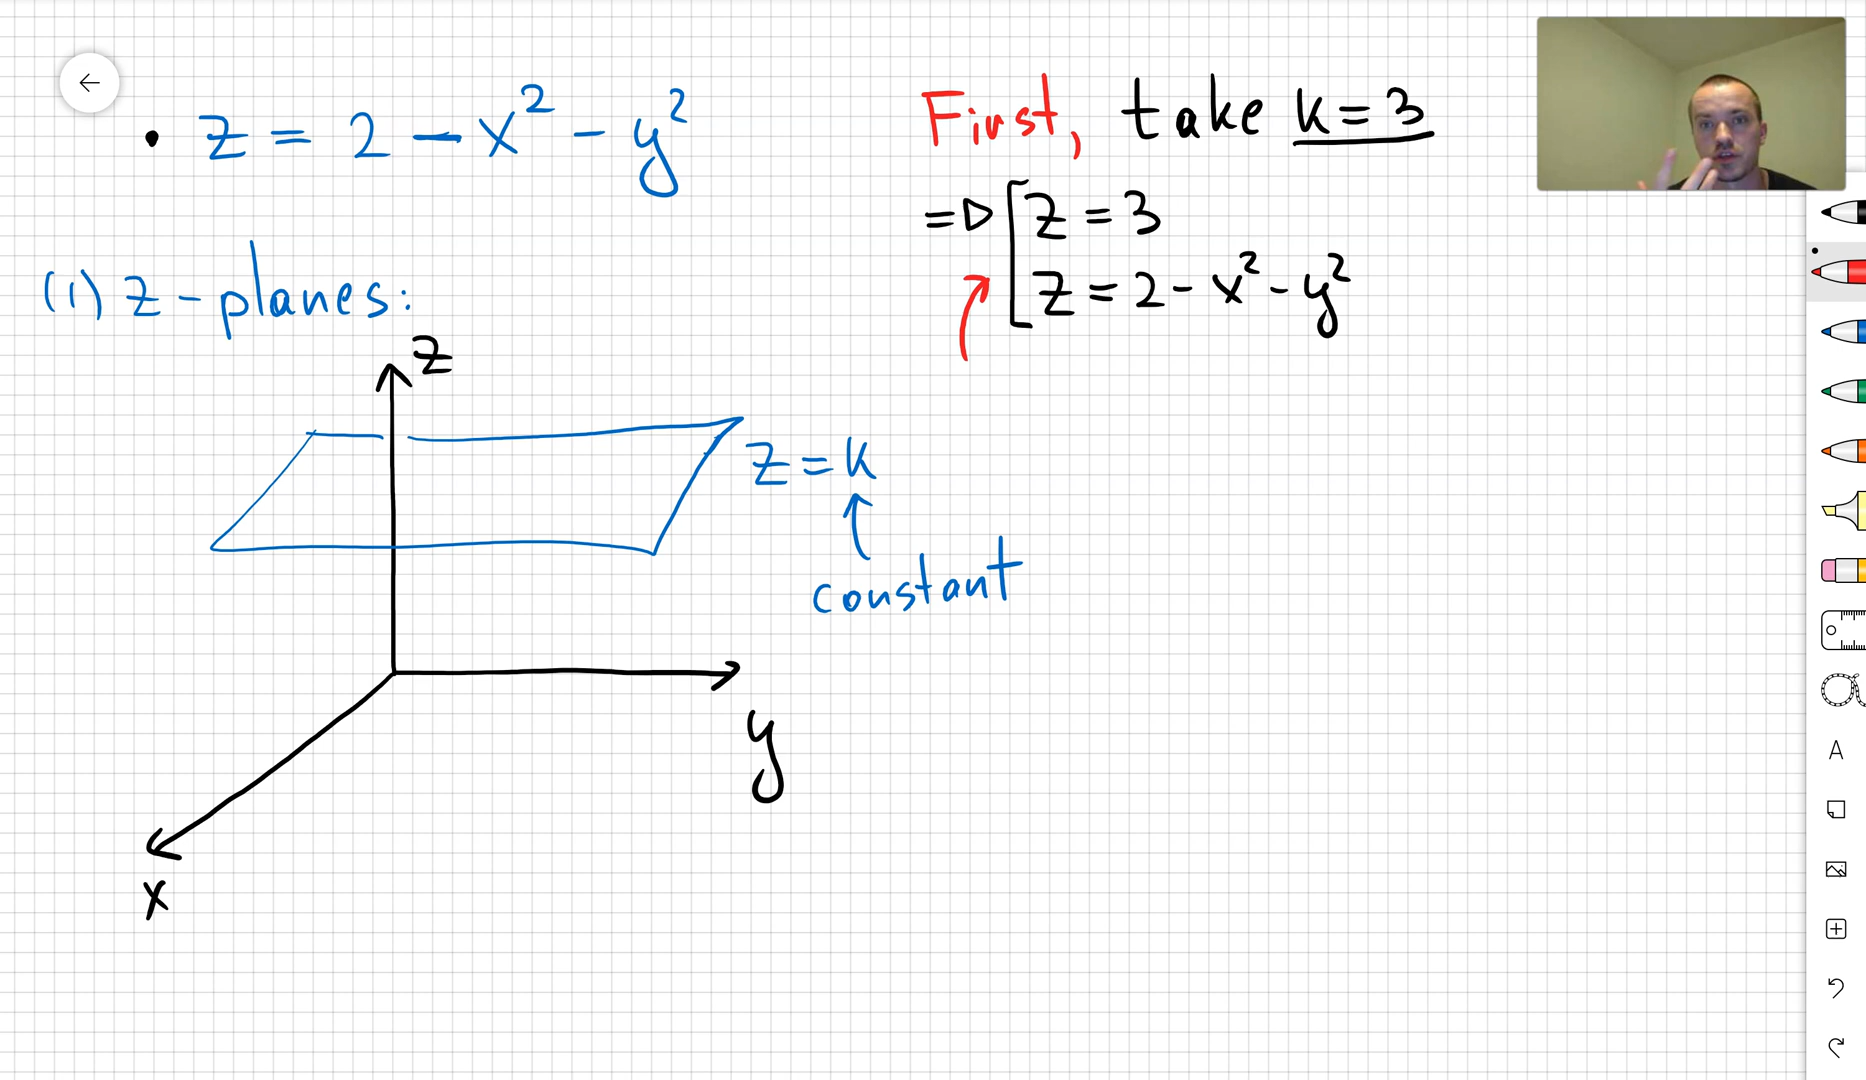 • z = 2 - x² - y²
(1) z-planes:
z
z = k
↑
constant
y
x
First, take k = 3
=▷ [ z = 3
z = 2 - x² - y²
A